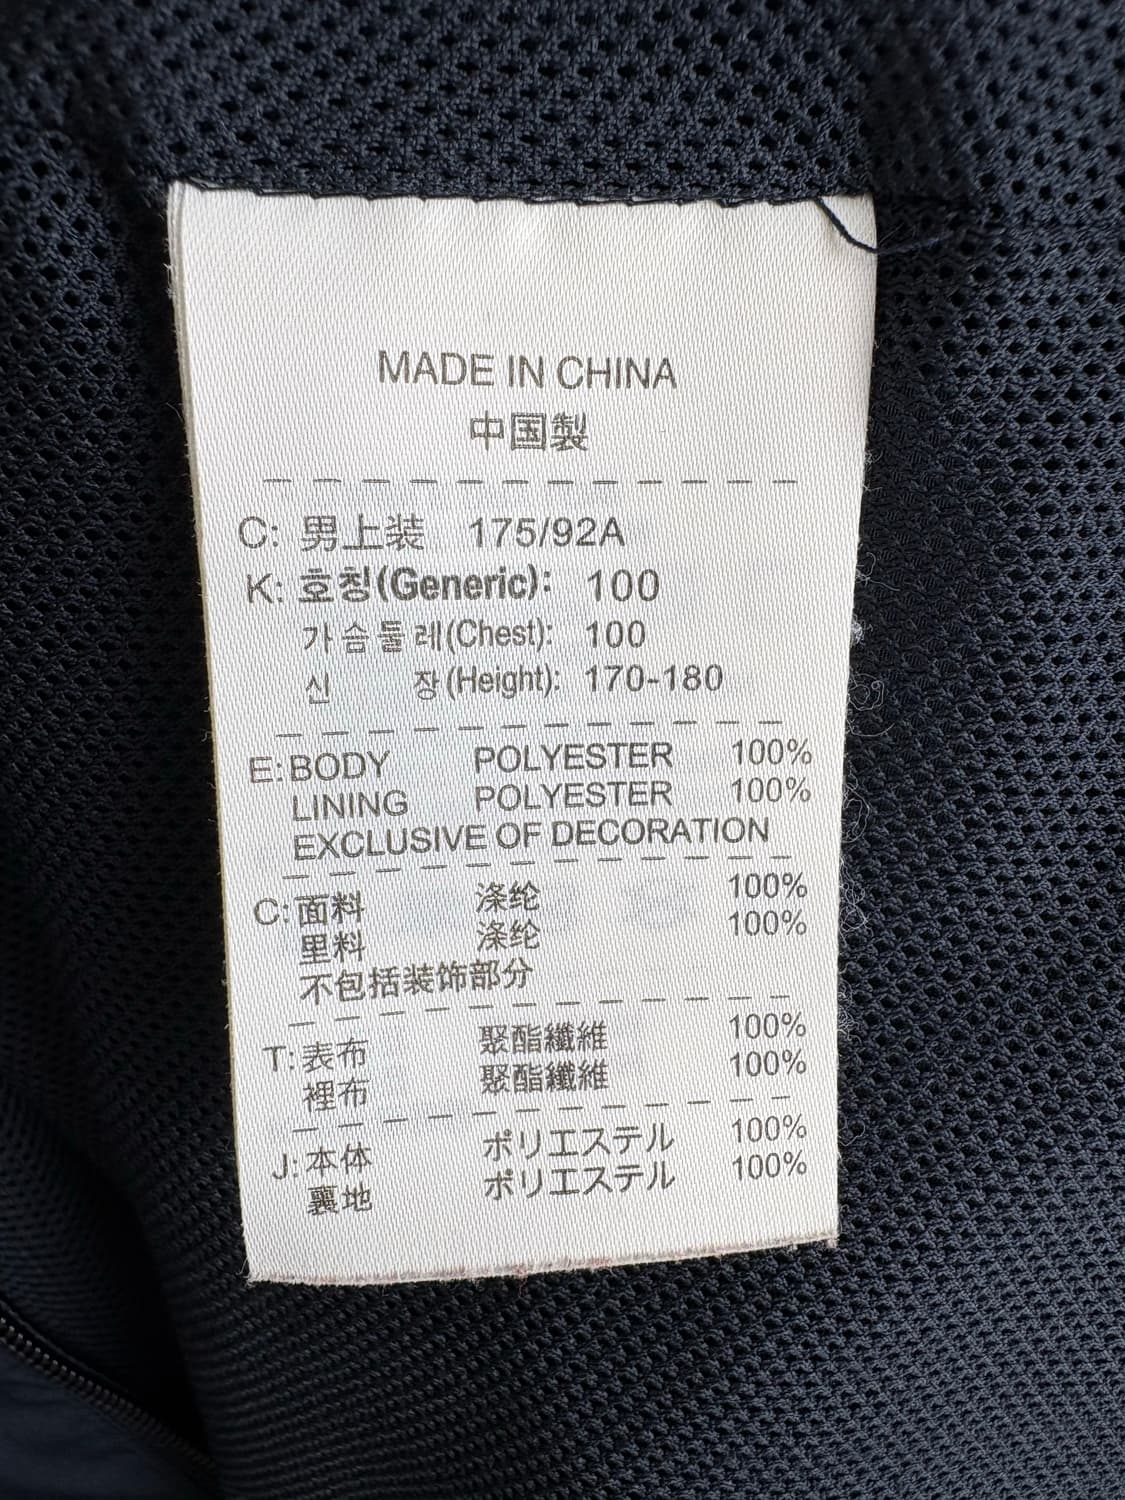 MADE IN CHINA
中国製
C: 男上装 175/92A
K: 호칭(Generic): 100
가슴둘레(Chest): 100
신 장(Height): 170-180
E: BODY POLYESTER 100%
LINING POLYESTER 100%
EXCLUSIVE OF DECORATION
C: 面料 涤纶 100%
里料 涤纶 100%
不包括装饰部分
T: 表布 聚酯纖維 100%
裡布 聚酯纖維 100%
J: 本体 ポリエステル 100%
裏地 ポリエステル 100%